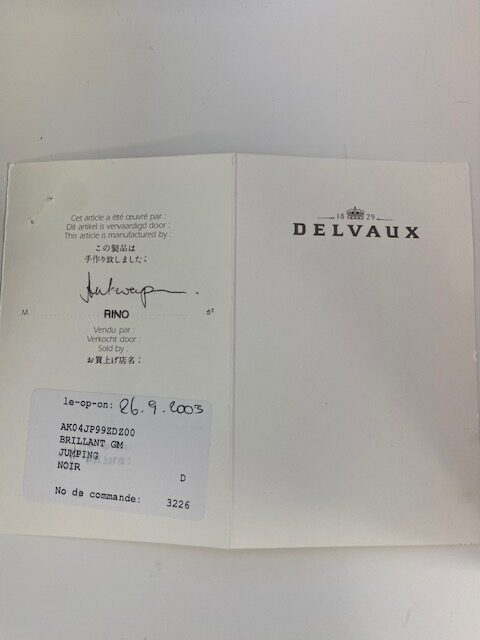 Cet article a été œuvré par :
Dit artikel is vervaardigd door :
This article is manufactured by :
この製品は
手作り致しました；
M. RINO が
Vendu par :
Verkocht door :
Sold by :
お買上げ店名；
le-op-on: 26.9.2003
AK04JP99ZDZ00
BRILLANT GM
JUMPING
NOIR
D
No de commande: 3226
18 29
DELVAUX